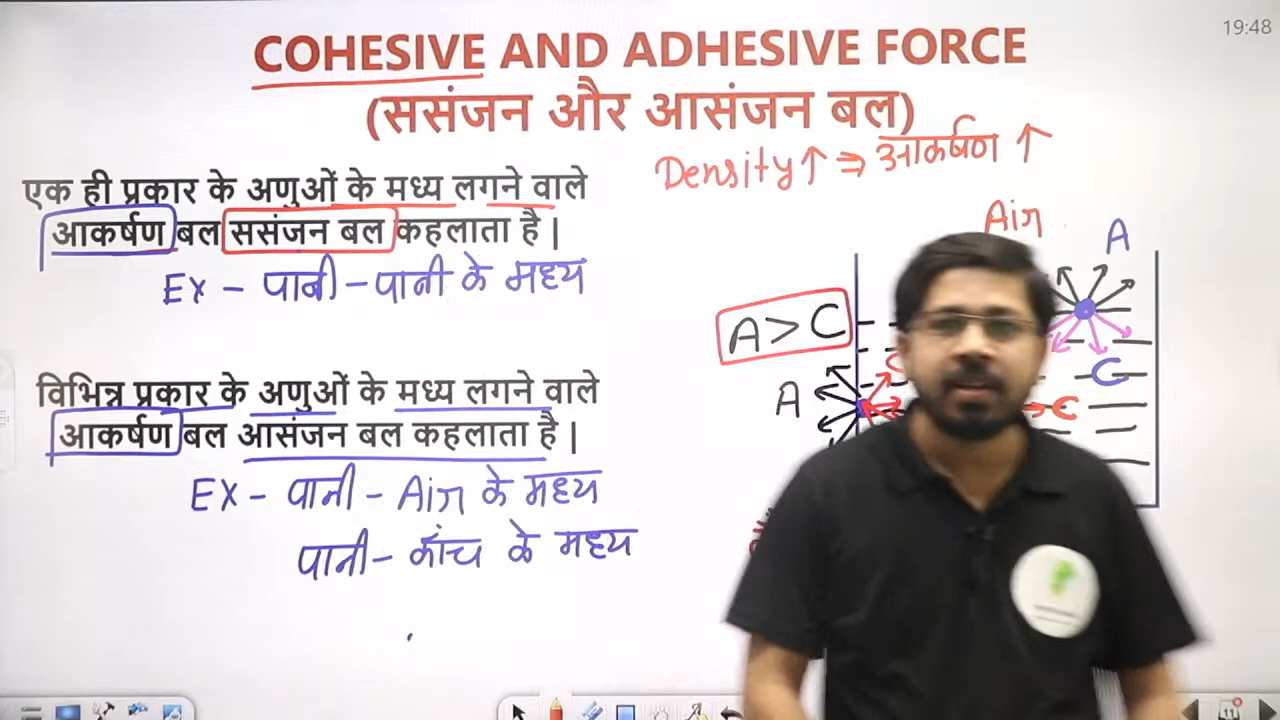 19:48
COHESIVE AND ADHESIVE FORCE
(ससंजन और आसंजन बल)
Density↑ ⇒ आकर्षण ↑
एक ही प्रकार के अणुओं के मध्य लगने वाले
आकर्षण बल ससंजन बल कहलाता है |
Ex - पानी - पानी के मध्य
Air
A
A > C
C
C
A
C
विभिन्न प्रकार के अणुओं के मध्य लगने वाले
आकर्षण बल आसंजन बल कहलाता है |
Ex - पानी - Air के मध्य
पानी - काँच के मध्य
11